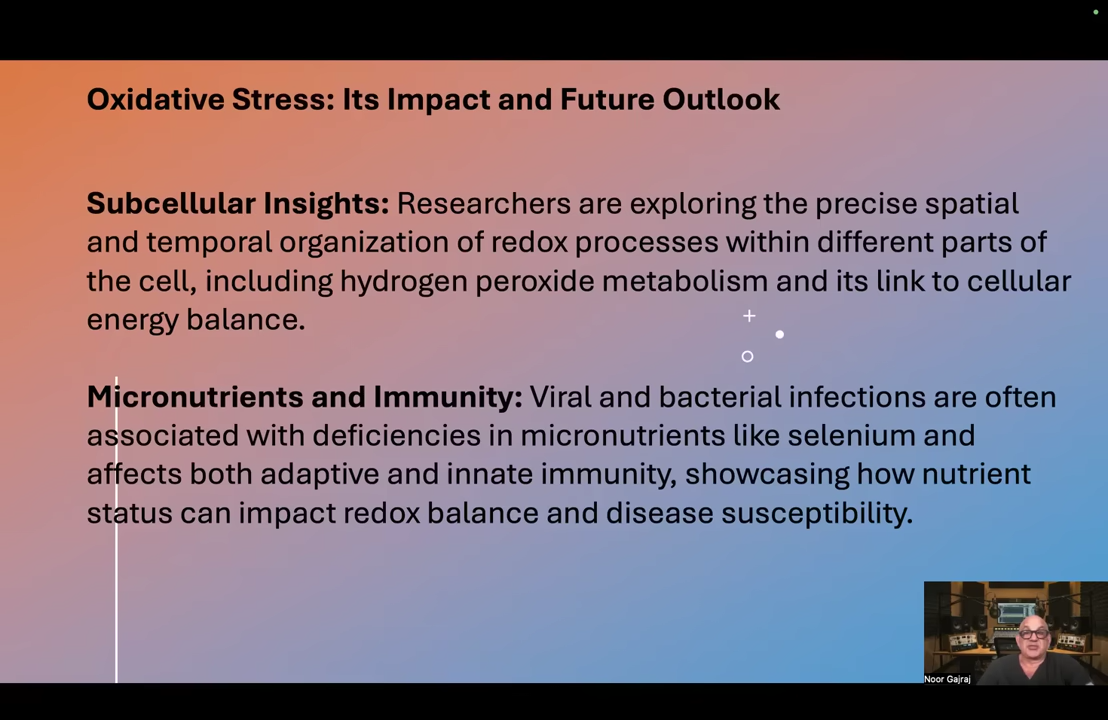 Oxidative Stress: Its Impact and Future Outlook
Subcellular Insights: Researchers are exploring the precise spatial
and temporal organization of redox processes within different parts of
the cell, including hydrogen peroxide metabolism and its link to cellular
energy balance.
Micronutrients and Immunity: Viral and bacterial infections are often
associated with deficiencies in micronutrients like selenium and
affects both adaptive and innate immunity, showcasing how nutrient
status can impact redox balance and disease susceptibility.
Noor Gajraj